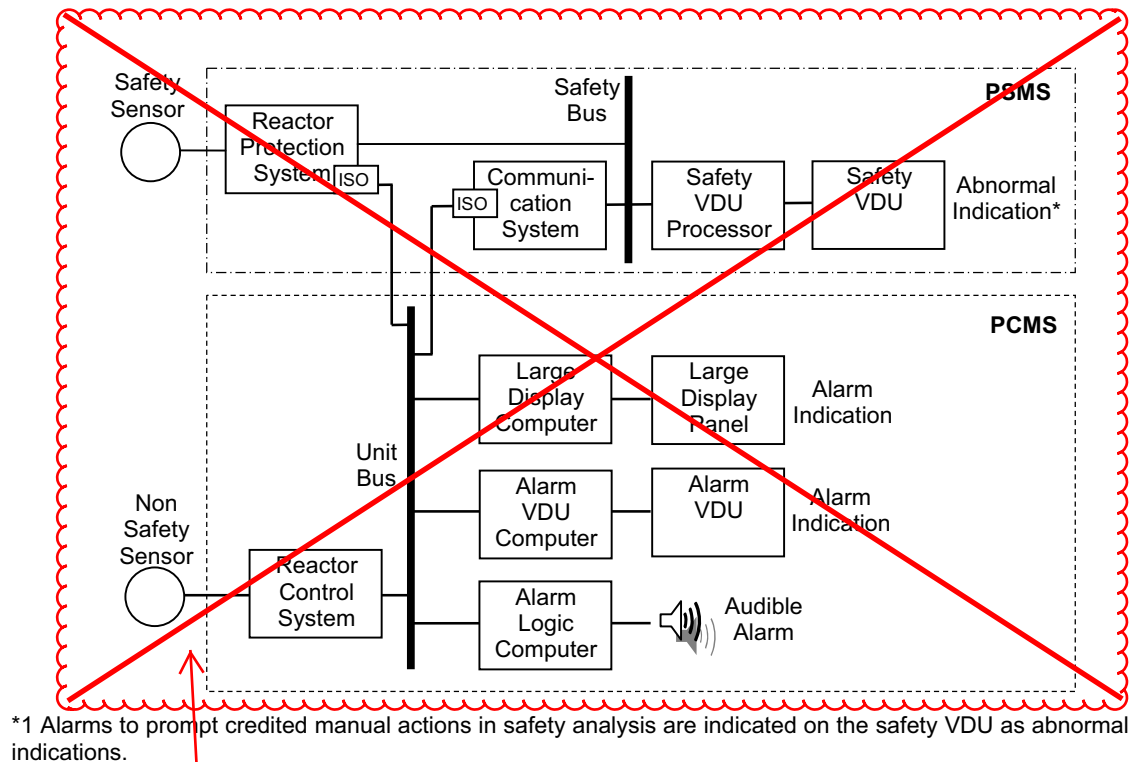 Safety
Sensor
Reactor
Protection
System
ISO
Safety
Bus
PSMS
ISO
Communi-
cation
System
Safety
VDU
Processor
Safety
VDU
Abnormal
Indication*
PCMS
Large
Display
Computer
Large
Display
Panel
Alarm
Indication
Unit
Bus
Alarm
VDU
Computer
Alarm
VDU
Alarm
Indication
Non
Safety
Sensor
Reactor
Control
System
Alarm
Logic
Computer
Audible
Alarm
*1 Alarms to prompt credited manual actions in safety analysis are indicated on the safety VDU as abnormal
indications.